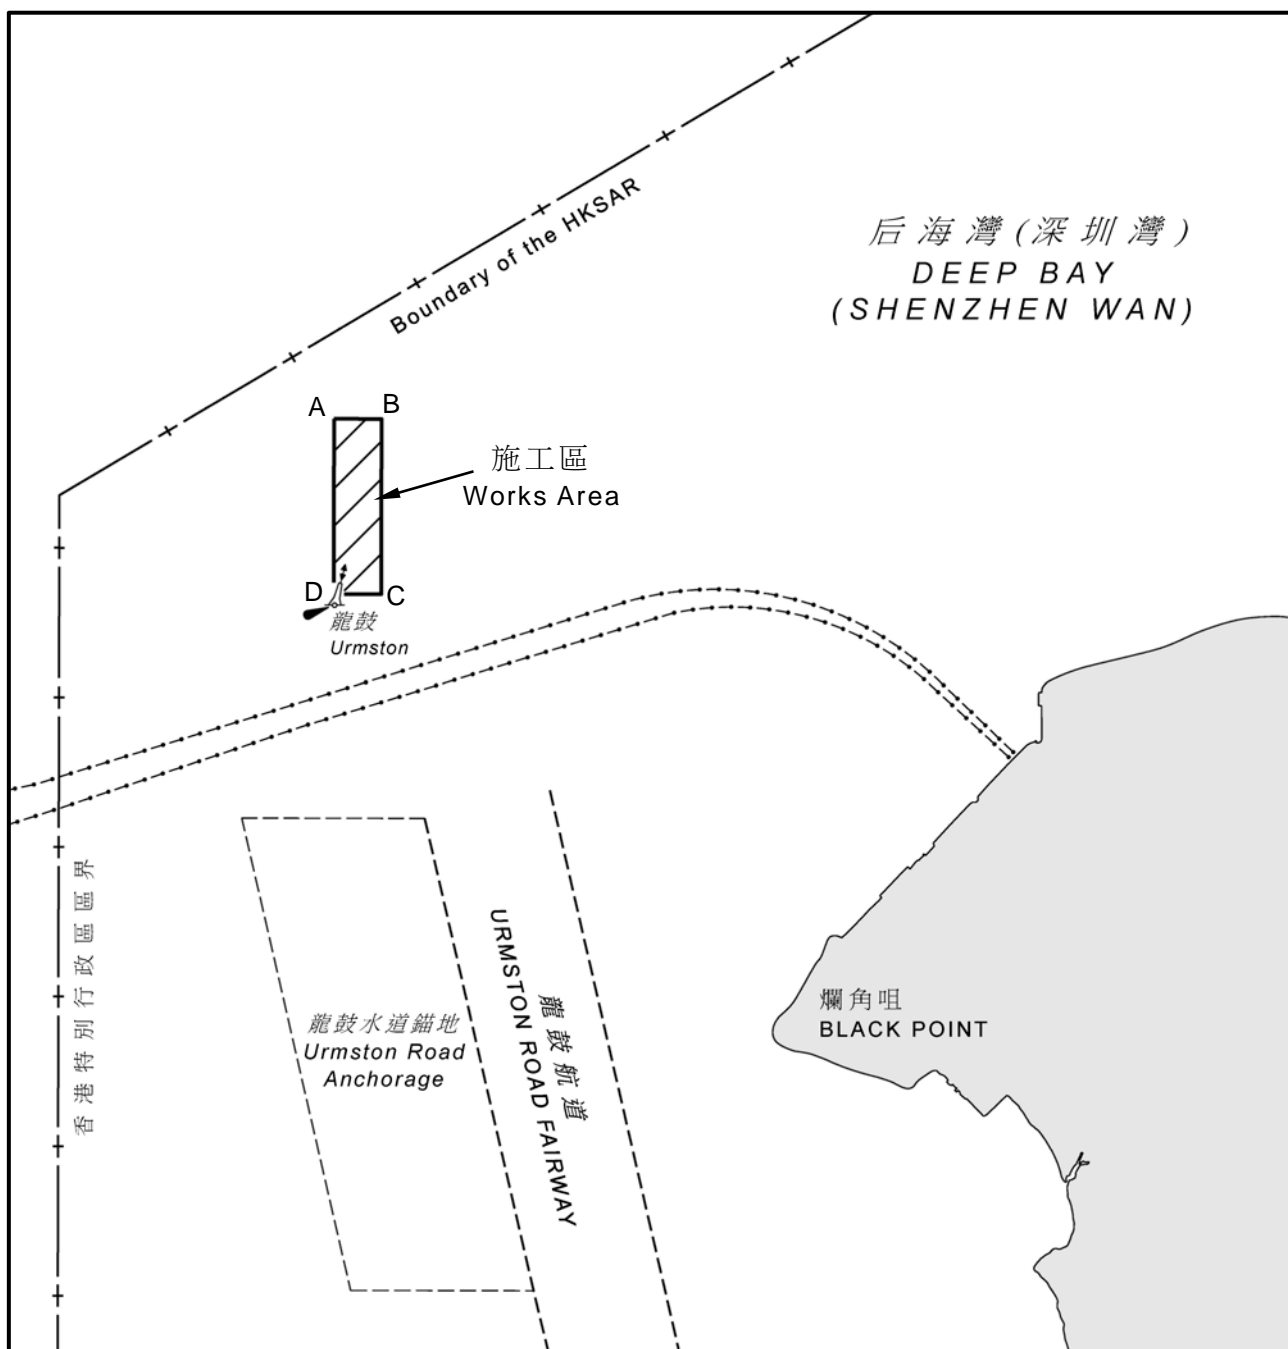 Boundary of the HKSAR
后海灣(深圳灣)
DEEP BAY
(SHENZHEN WAN)
A
B
施工區
Works Area
D
C
龍鼓
Urmston
香港特別行政區區界
龍鼓水道錨地
Urmston Road
Anchorage
龍鼓航道
URMSTON ROAD FAIRWAY
爛角咀
BLACK POINT